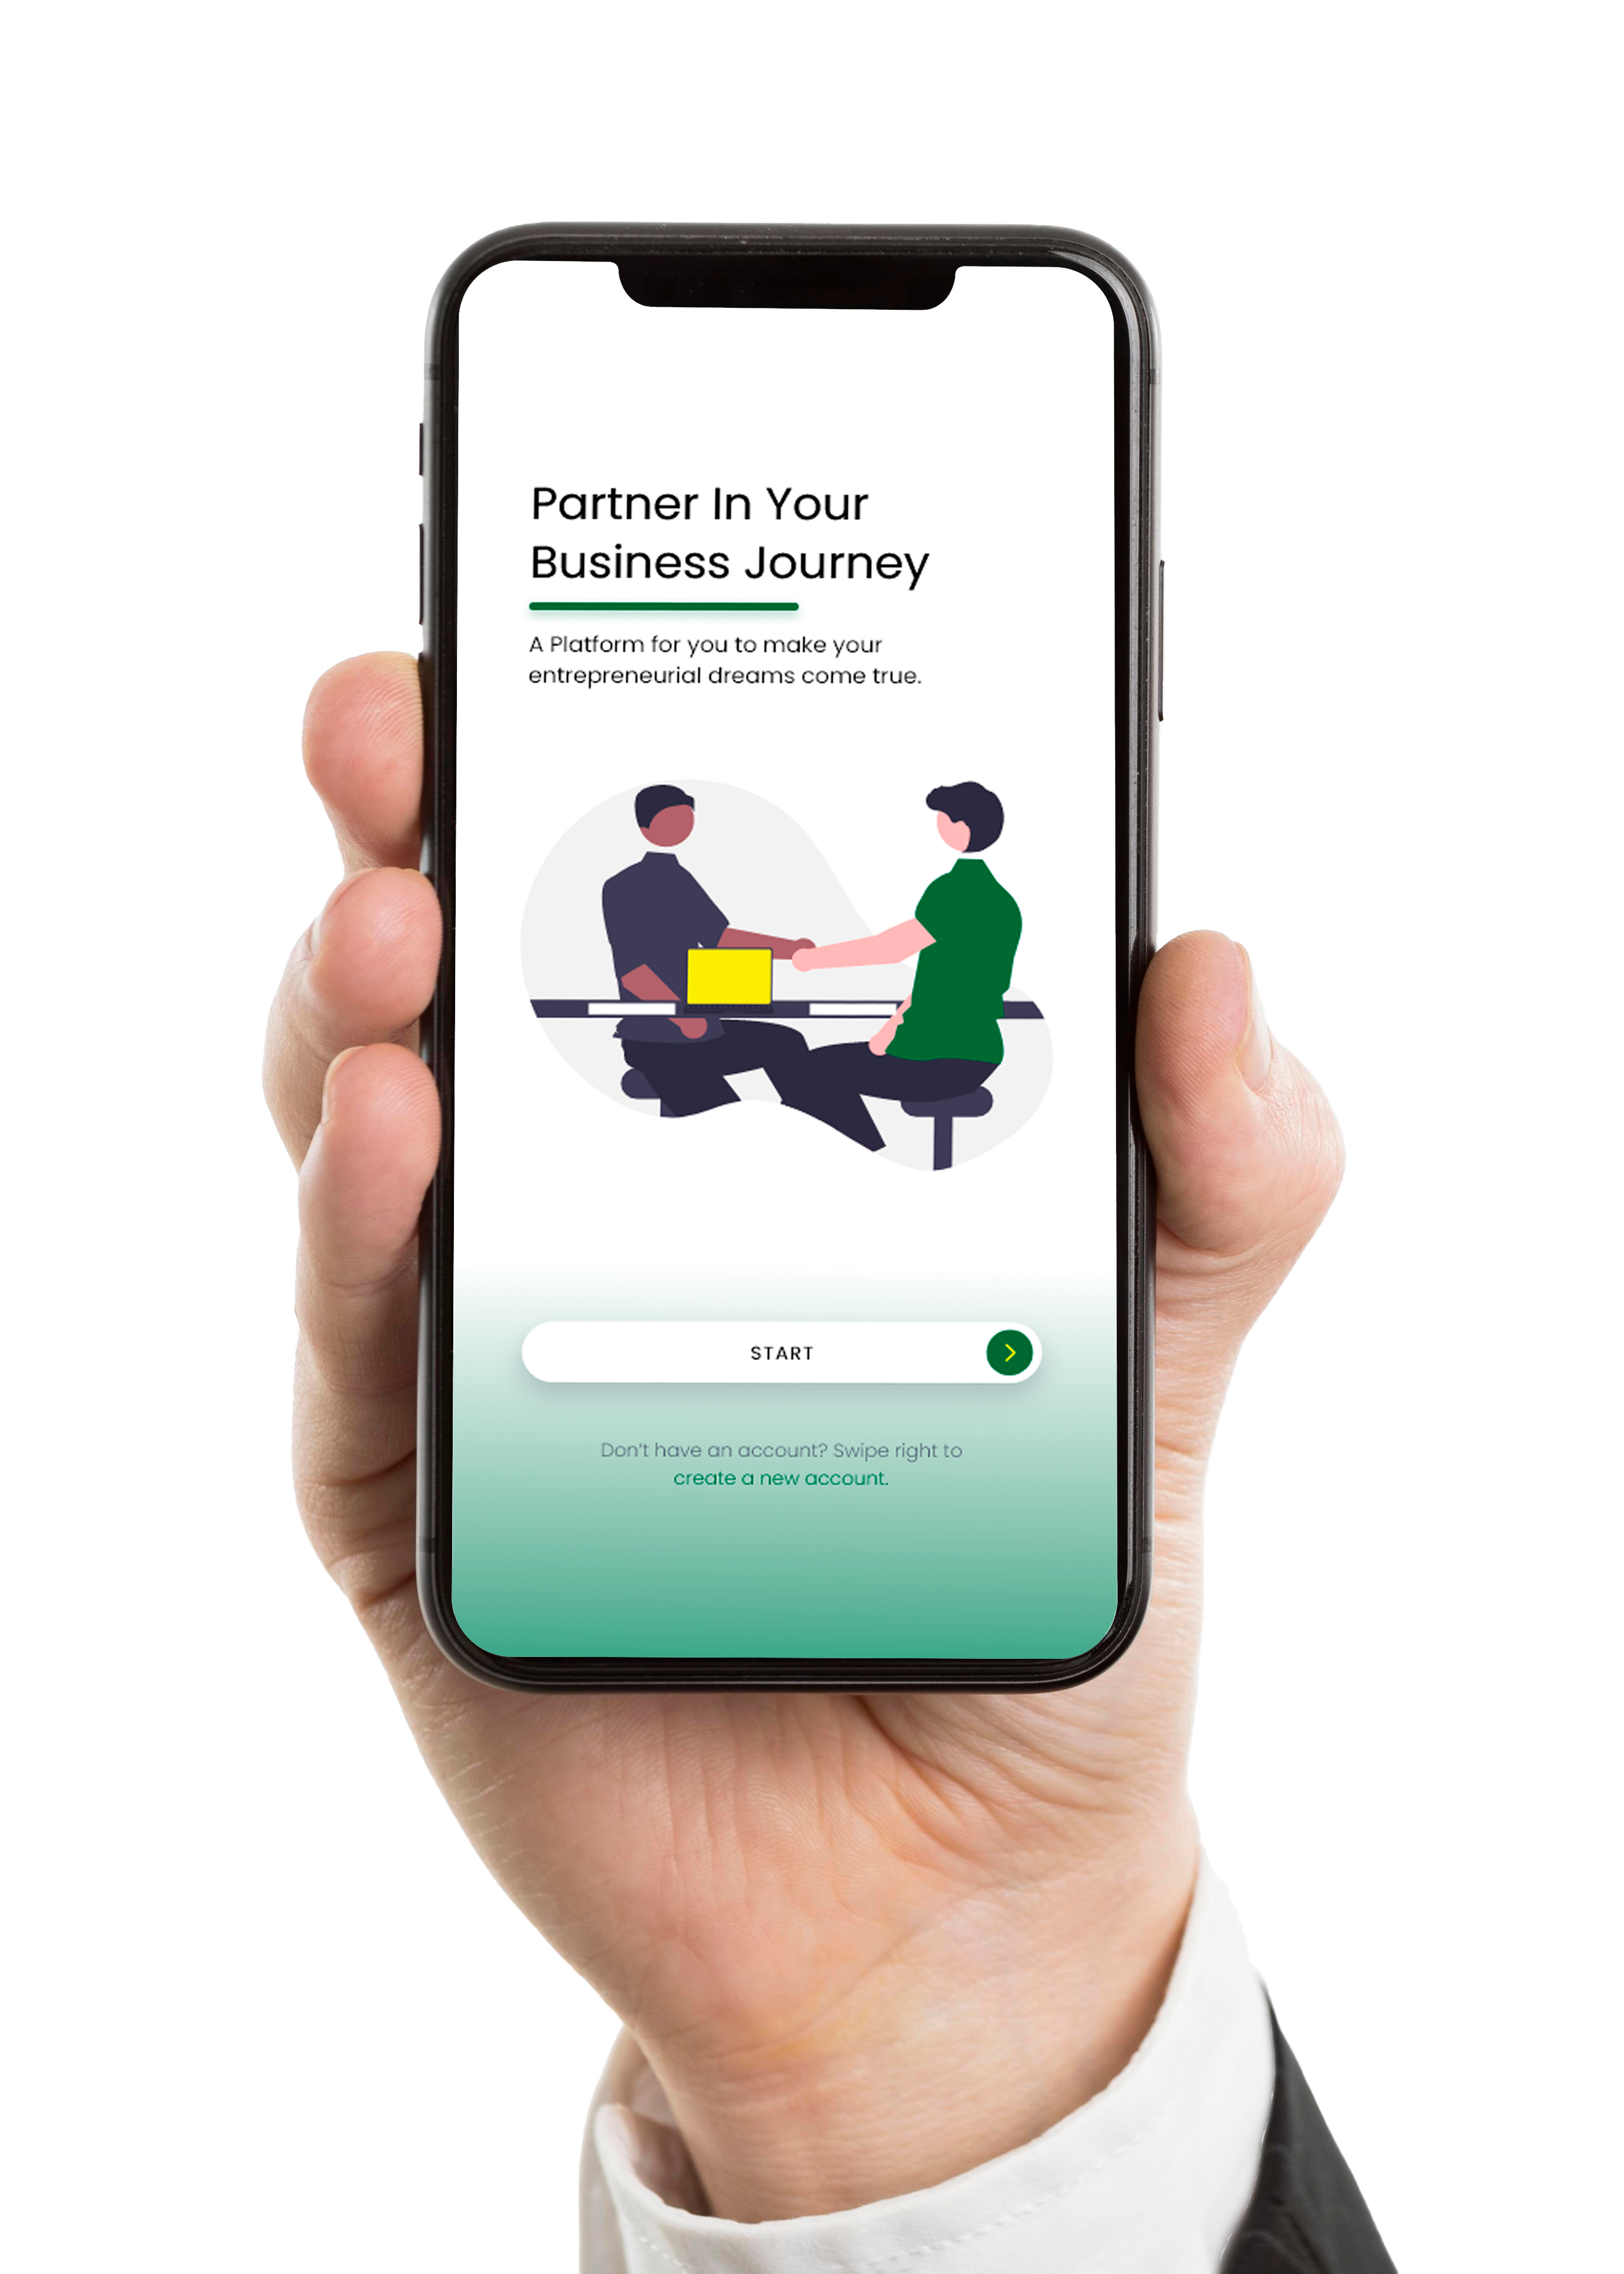 Partner In Your
Business Journey
A Platform for you to make your
entrepreneurial dreams come true.
START
Don't have an account? Swipe right to
create a new account.